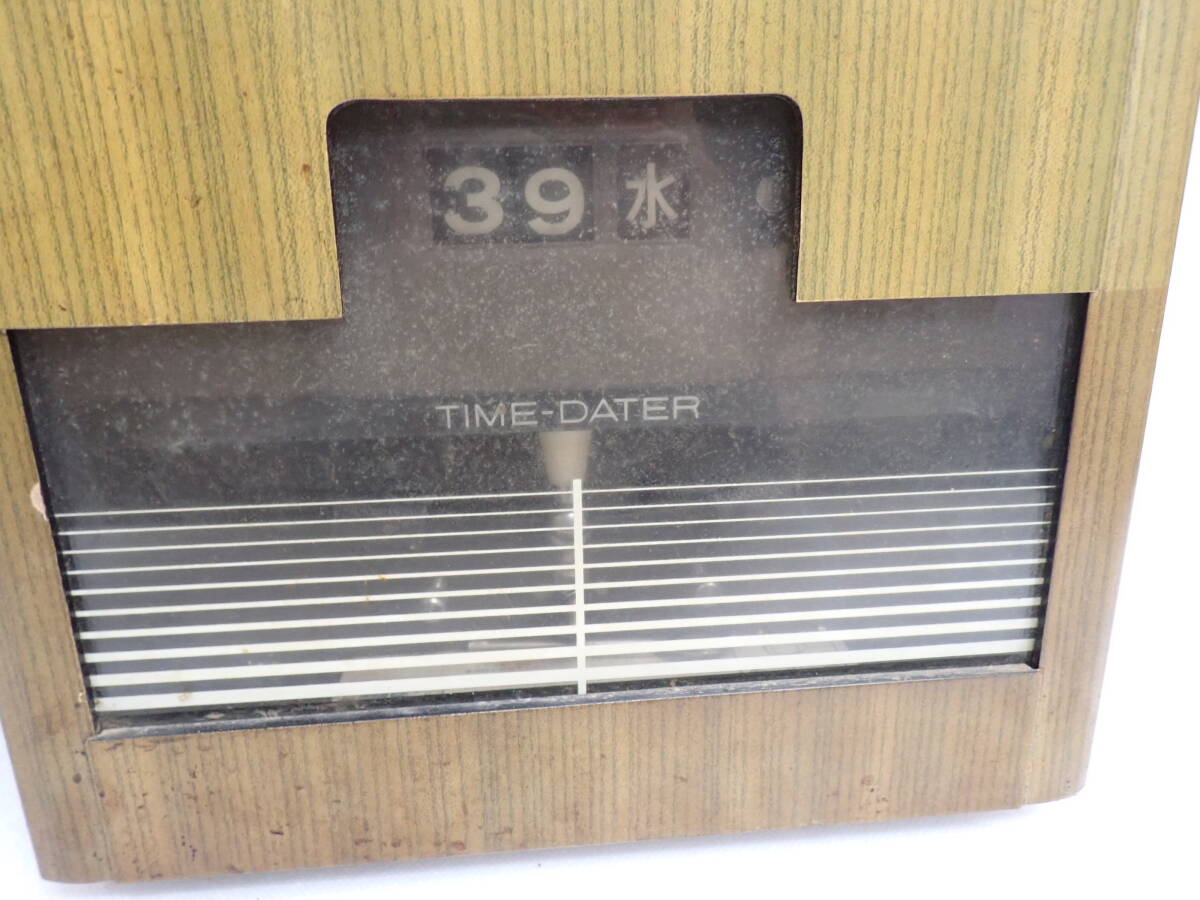 39 水
TIME-DATER